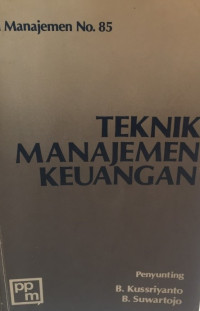 Manajemen No. 85
TEKNIK
MANAJEMEN
KEUANGAN
Penyunting
B. Kussriyanto
B. Suwartojo
ppm